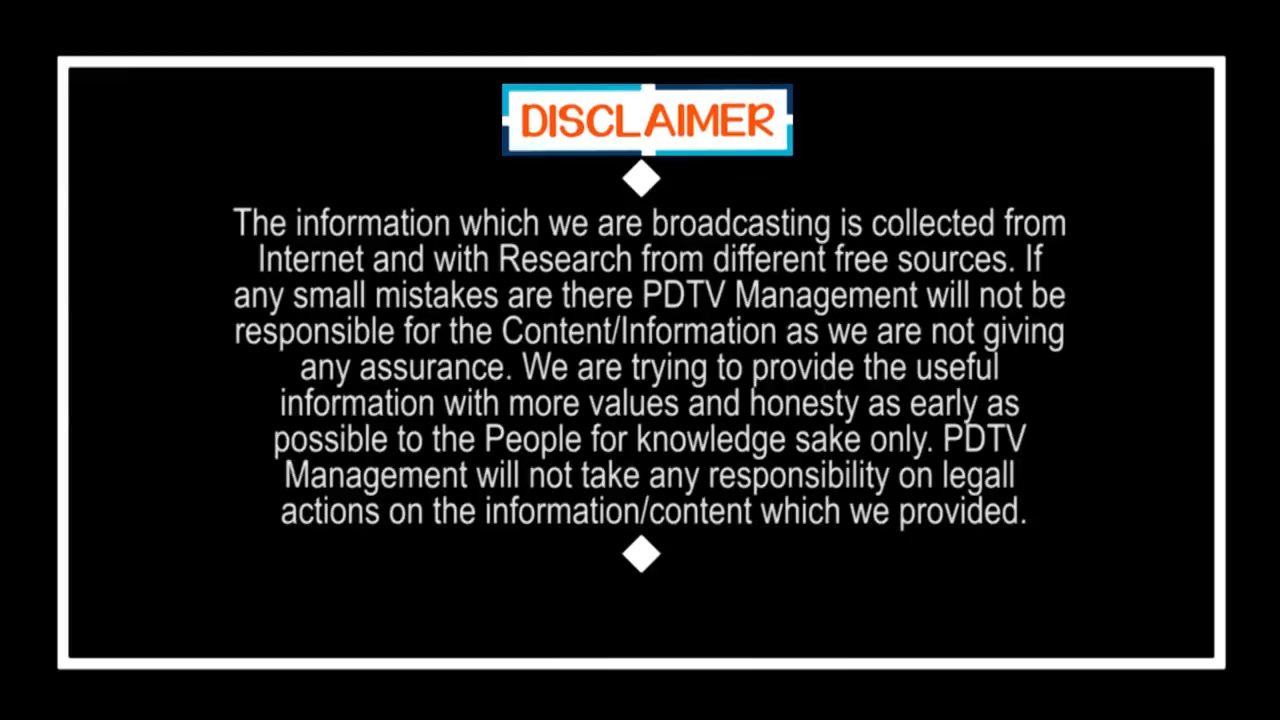 DISCLAIMER
The information which we are broadcasting is collected from
Internet and with Research from different free sources. If
any small mistakes are there PDTV Management will not be
responsible for the Content/Information as we are not giving
any assurance. We are trying to provide the useful
information with more values and honesty as early as
possible to the People for knowledge sake only. PDTV
Management will not take any responsibility on legall
actions on the information/content which we provided.